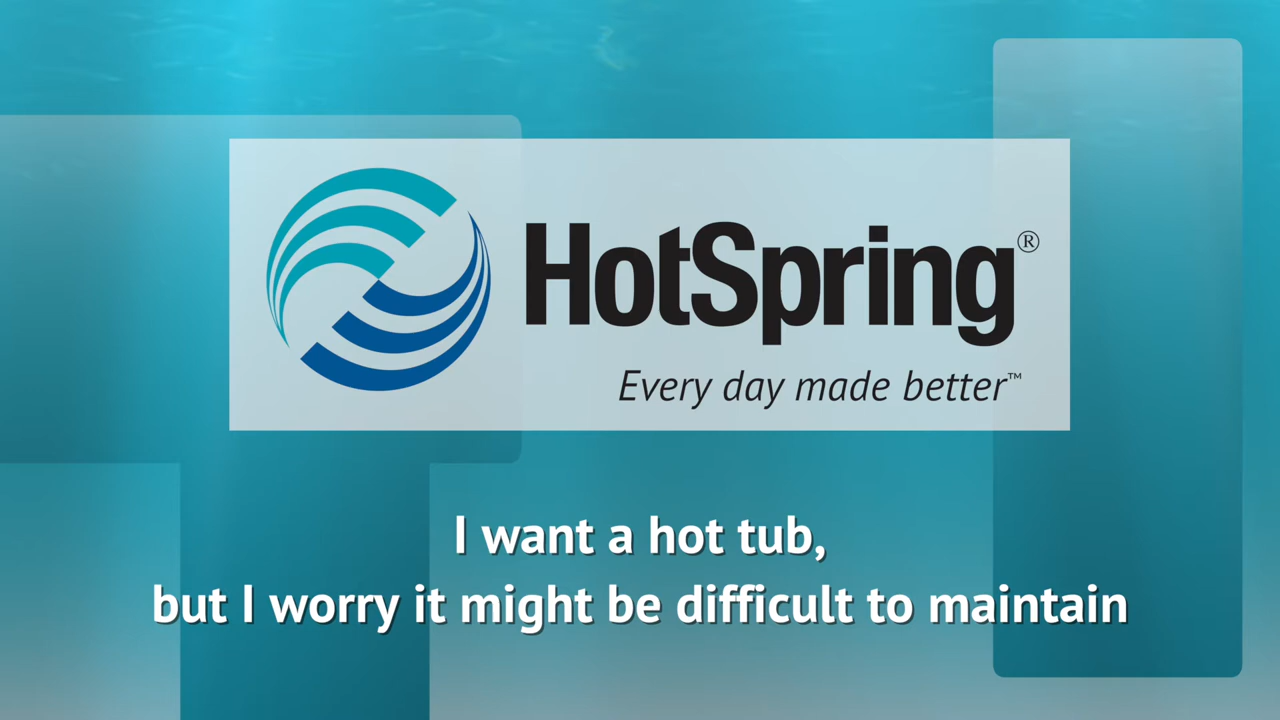 HotSpring®
Every day made better™
I want a hot tub,
but I worry it might be difficult to maintain